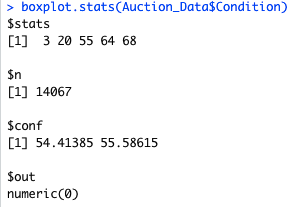 > boxplot.stats(Auction_Data$Condition)
$stats
[1]  3 20 55 64 68
$n
[1] 14067
$conf
[1] 54.41385 55.58615
$out
numeric(0)